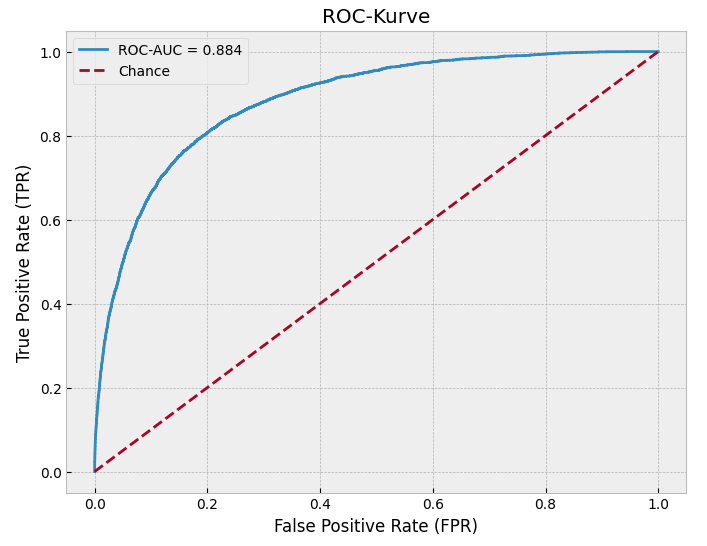 ROC-Kurve
ROC-AUC = 0.884
Chance
True Positive Rate (TPR)
1.0
0.8
0.6
0.4
0.2
0.0
0.0 0.2 0.4 0.6 0.8 1.0
False Positive Rate (FPR)